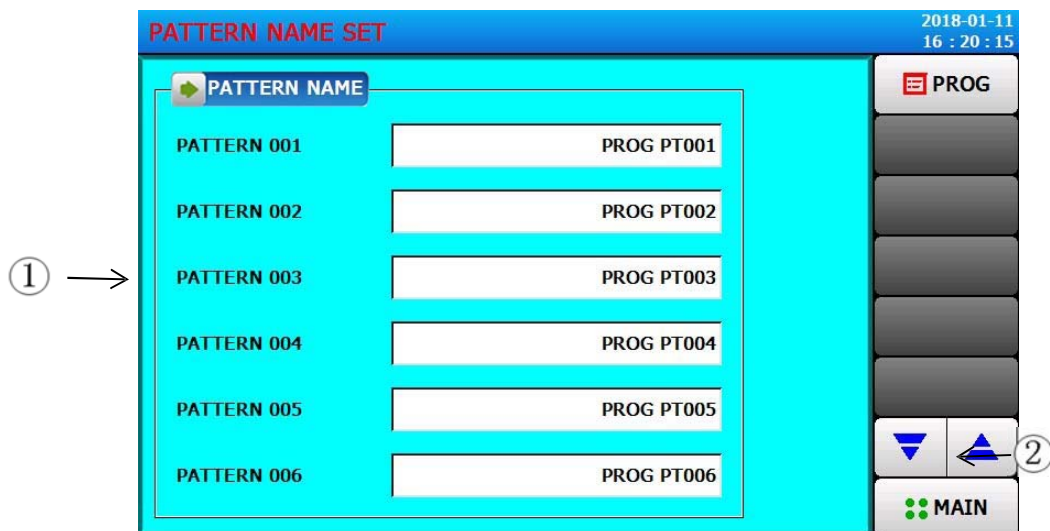 PATTERN NAME SET
2018-01-11
16 : 20 : 15
PATTERN NAME
PROG
PATTERN 001 PROG PT001
PATTERN 002 PROG PT002
① PATTERN 003 PROG PT003
PATTERN 004 PROG PT004
PATTERN 005 PROG PT005
②
PATTERN 006 PROG PT006
MAIN